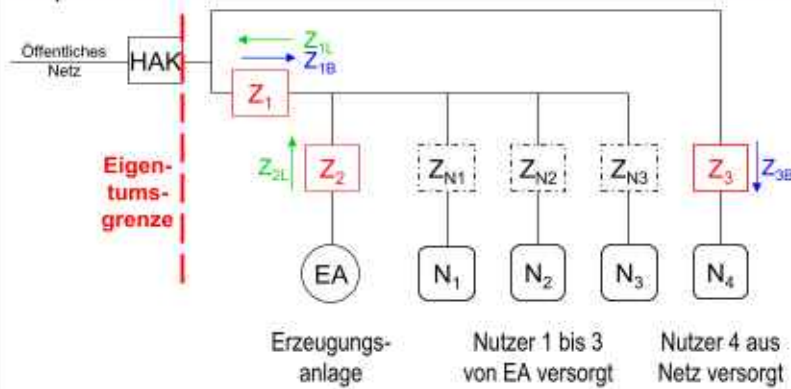 Öffentliches
Netz
HAK
Z1L
Z1B
Z1
Eigen-
tums-
grenze
Z2L
Z2
ZN1
ZN2
ZN3
Z3
Z3B
EA
N1
N2
N3
N4
Erzeugungs-
anlage
Nutzer 1 bis 3
von EA versorgt
Nutzer 4 aus
Netz versorgt